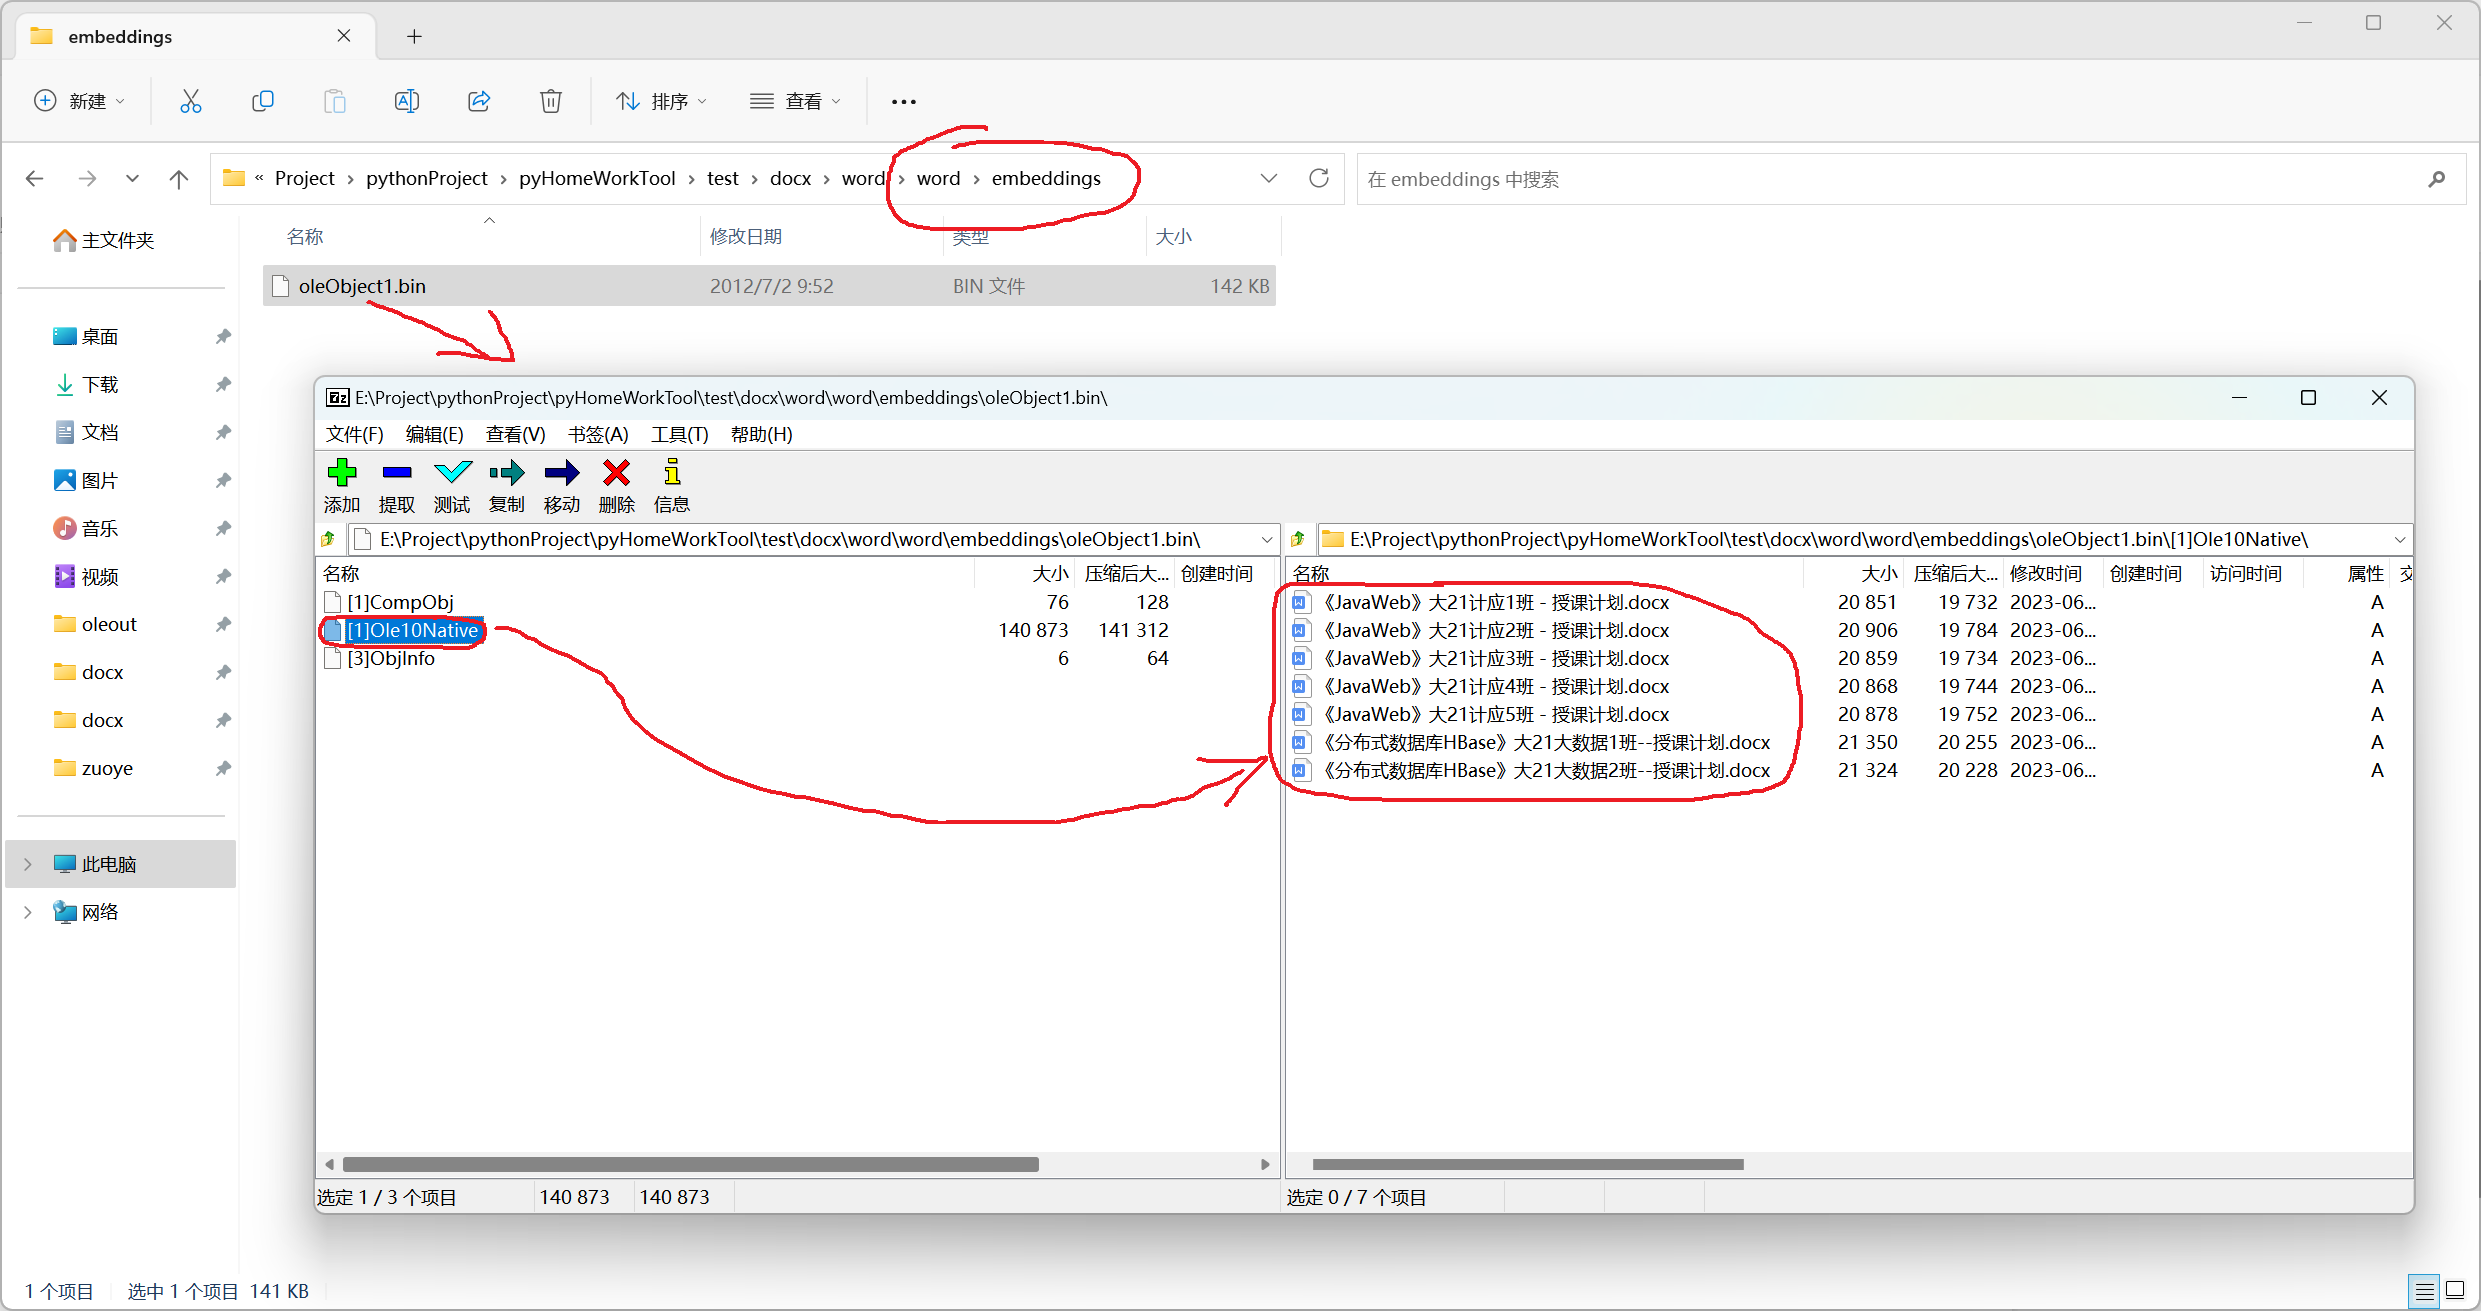 embeddings
新建
排序
查看
« Project › pythonProject › pyHomeWorkTool › test › docx › word › word › embeddings
在 embeddings 中搜索
名称 修改日期 类型 大小
oleObject1.bin 2012/7/2 9:52 BIN 文件 142 KB
主文件夹
桌面
下载
文档
图片
音乐
视频
oleout
docx
docx
zuoye
此电脑
网络
E:\Project\pythonProject\pyHomeWorkTool\test\docx\word\word\embeddings\oleObject1.bin\
文件(F) 编辑(E) 查看(V) 书签(A) 工具(T) 帮助(H)
添加 提取 测试 复制 移动 删除 信息
E:\Project\pythonProject\pyHomeWorkTool\test\docx\word\word\embeddings\oleObject1.bin\
名称 大小 压缩后大... 创建时间
[1]CompObj 76 128
[1]Ole10Native 140 873 141 312
[3]ObjInfo 6 64
选定 1 / 3 个项目 140 873 140 873
E:\Project\pythonProject\pyHomeWorkTool\test\docx\word\word\embeddings\oleObject1.bin\[1]Ole10Native\
名称 大小 压缩后大... 修改时间 创建时间 访问时间 属性
《JavaWeb》大21计应1班 - 授课计划.docx 20 851 19 732 2023-06... A
《JavaWeb》大21计应2班 - 授课计划.docx 20 906 19 784 2023-06... A
《JavaWeb》大21计应3班 - 授课计划.docx 20 859 19 734 2023-06... A
《JavaWeb》大21计应4班 - 授课计划.docx 20 868 19 744 2023-06... A
《JavaWeb》大21计应5班 - 授课计划.docx 20 878 19 752 2023-06... A
《分布式数据库HBase》大21大数据1班--授课计划.docx 21 350 20 255 2023-06... A
《分布式数据库HBase》大21大数据2班--授课计划.docx 21 324 20 228 2023-06... A
选定 0 / 7 个项目
1 个项目 选中 1 个项目 141 KB